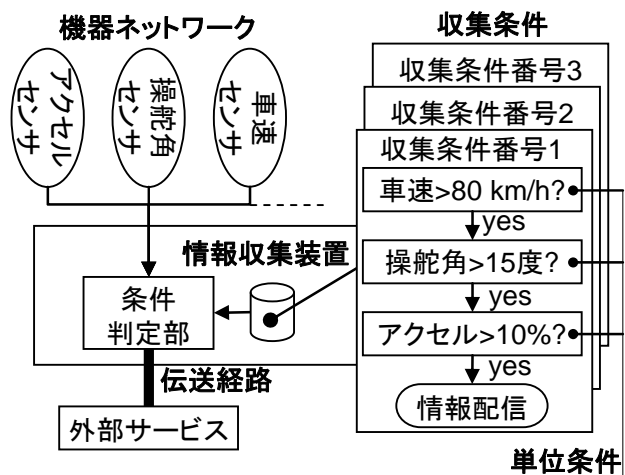 機器ネットワーク
アクセル
センサ
操舵角
センサ
車速
センサ
収集条件
収集条件番号3
収集条件番号2
収集条件番号1
車速>80 km/h?
yes
操舵角>15度?
yes
アクセル>10%?
yes
情報配信
単位条件
情報収集装置
条件
判定部
伝送経路
外部サービス